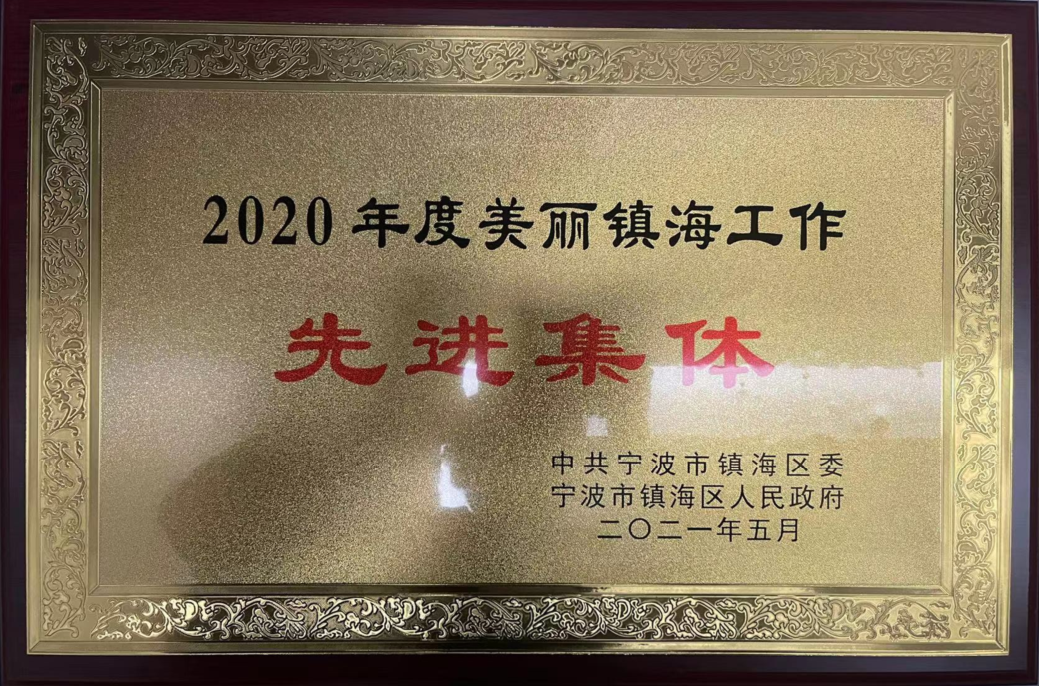 2020年度美丽镇海工作
先进集体
中共宁波市镇海区委
宁波市镇海区人民政府
二〇二一年五月